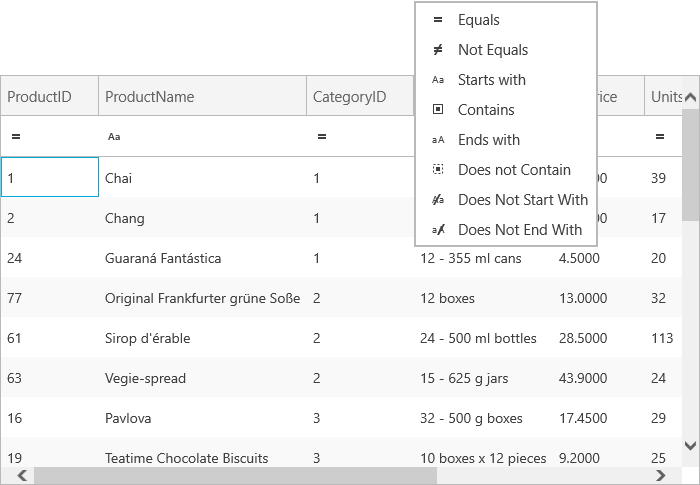 = Equals
≠ Not Equals
Aa Starts with
Contains
aA Ends with
Does not Contain
Aa Does Not Start With
aA Does Not End With
ProductID ProductName CategoryID rice Units
= Aa = =
1 Chai 1 00 39
2 Chang 1 00 17
24 Guaraná Fantástica 1 12 - 355 ml cans 4.5000 20
77 Original Frankfurter grüne Soße 2 12 boxes 13.0000 32
61 Sirop d'érable 2 24 - 500 ml bottles 28.5000 113
63 Vegie-spread 2 15 - 625 g jars 43.9000 24
16 Pavlova 3 32 - 500 g boxes 17.4500 29
19 Teatime Chocolate Biscuits 3 10 boxes x 12 pieces 9.2000 25